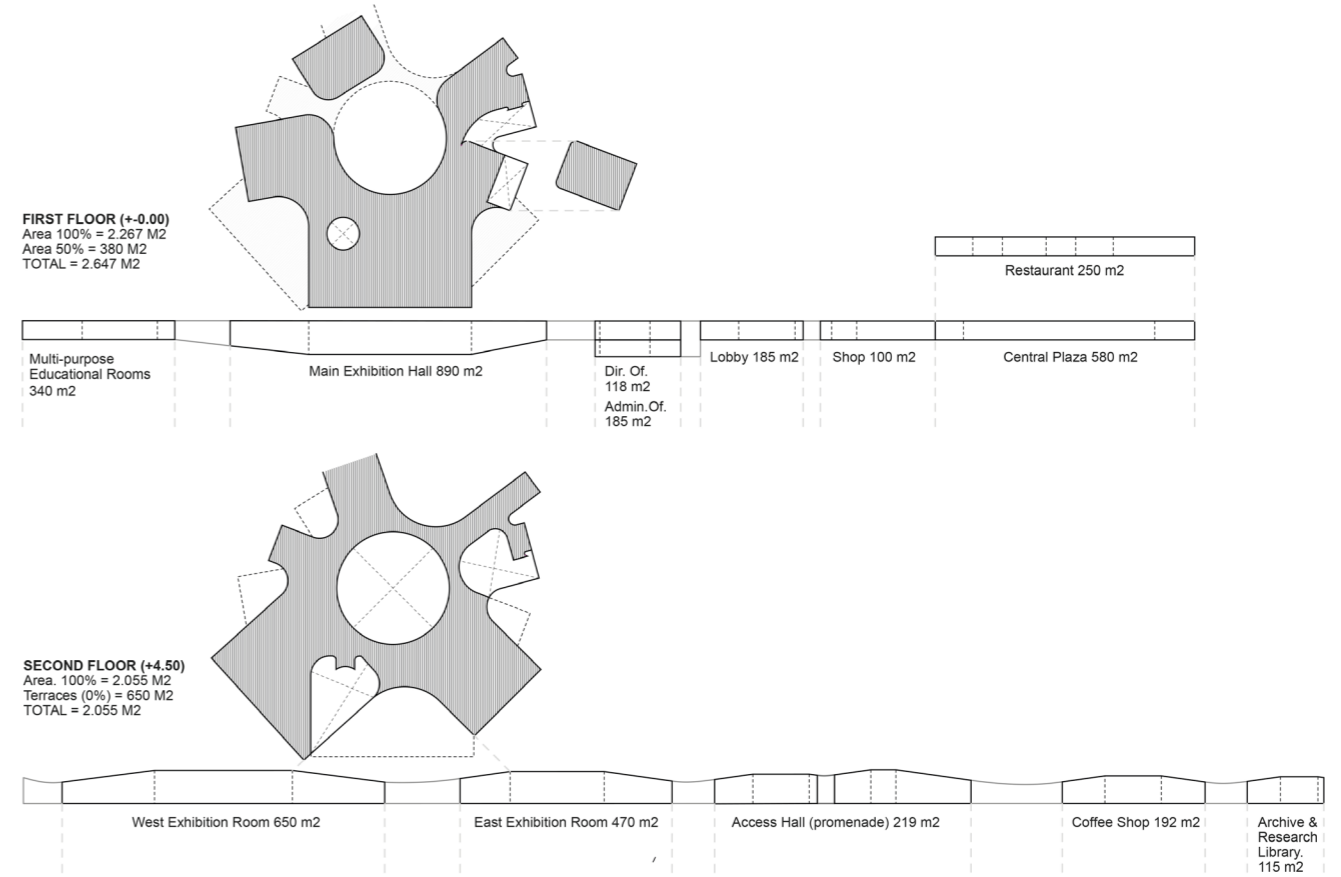 FIRST FLOOR (+-0.00)
Area 100% = 2.267 M2
Area 50% = 380 M2
TOTAL = 2.647 M2
Restaurant 250 m2
Multi-purpose
Educational Rooms
340 m2
Main Exhibition Hall 890 m2
Dir. Of.
118 m2
Admin.Of.
185 m2
Lobby 185 m2
Shop 100 m2
Central Plaza 580 m2
SECOND FLOOR (+4.50)
Area. 100% = 2.055 M2
Terraces (0%) = 650 M2
TOTAL = 2.055 M2
West Exhibition Room 650 m2
East Exhibition Room 470 m2
Access Hall (promenade) 219 m2
Coffee Shop 192 m2
Archive &
Research
Library.
115 m2